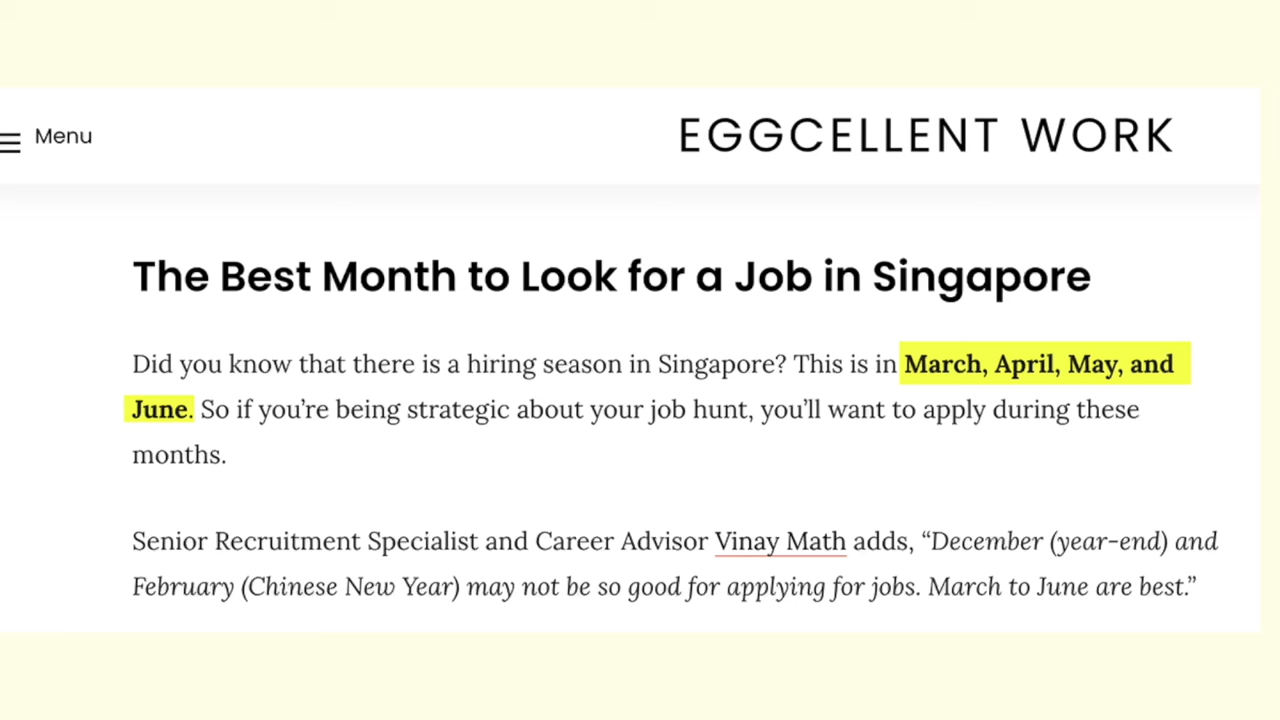 Menu
EGGCELLENT WORK
The Best Month to Look for a Job in Singapore
Did you know that there is a hiring season in Singapore? This is in March, April, May, and
June. So if you’re being strategic about your job hunt, you’ll want to apply during these
months.
Senior Recruitment Specialist and Career Advisor Vinay Math adds, “December (year-end) and
February (Chinese New Year) may not be so good for applying for jobs. March to June are best.”